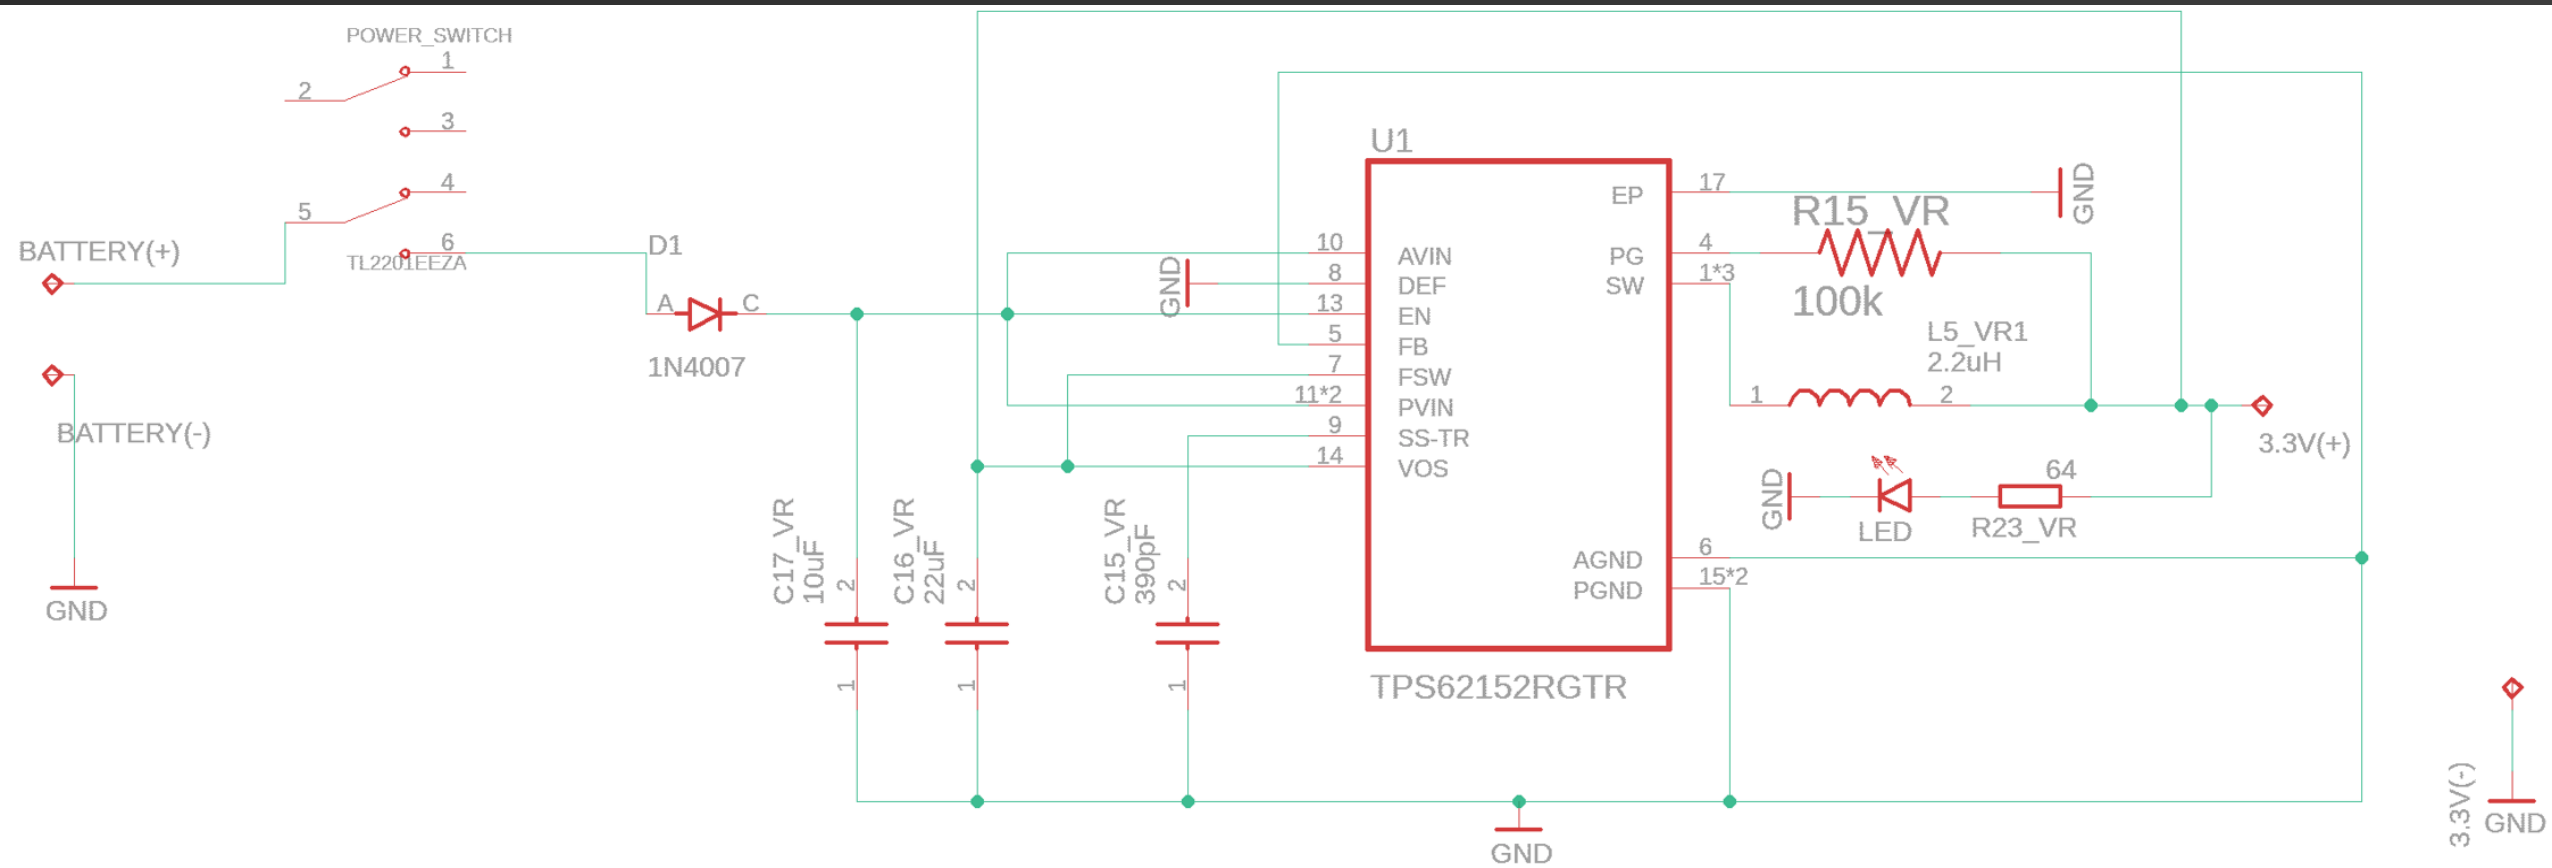 POWER_SWITCH
1
2
3
4
5
6
TL2201EEZA
BATTERY(+)
BATTERY(-)
GND
D1
A
C
1N4007
C17_VR
10uF
2
1
C16_VR
22uF
2
1
C15_VR
390pF
2
1
GND
U1
10
8
13
5
7
11*2
9
14
AVIN
DEF
EN
FB
FSW
PVIN
SS-TR
VOS
EP
PG
SW
AGND
PGND
17
4
1*3
6
15*2
TPS62152RGTR
GND
R15_VR
100k
L5_VR1
2.2uH
1
2
3.3V(+)
GND
LED
64
R23_VR
GND
3.3V(-)
GND